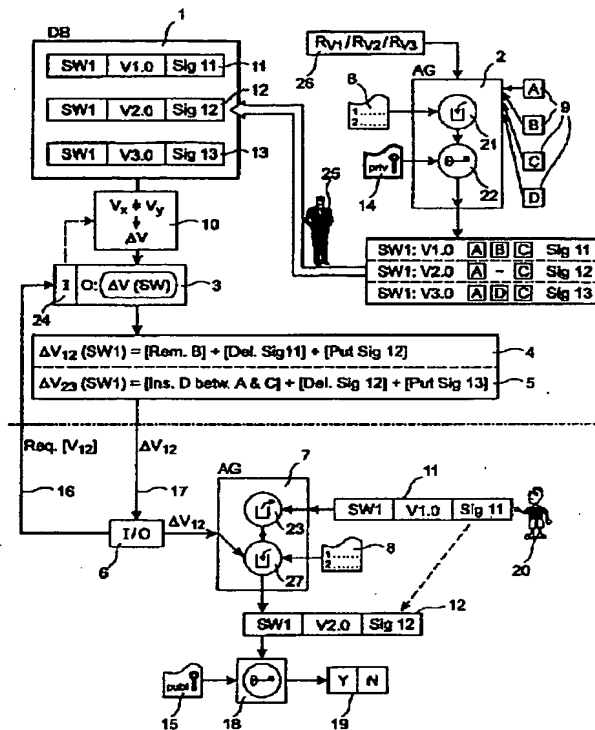 DB
1
SW1 V1.0 Sig 11
11
SW1 V2.0 Sig 12
12
SW1 V3.0 Sig 13
13
RV1/RV2/RV3
26
AG
2
8
1
2
21
priv
14
22
A
B
C
D
9
25
SW1: V1.0 A B C Sig 11
SW1: V2.0 A - C Sig 12
SW1: V3.0 A D C Sig 13
Vx ≠ Vy
ΔV
10
I O: ΔV (SW)
24
3
ΔV12 (SW1) = [Rem. B] + [Del. Sig11] + [Put Sig 12]
4
ΔV23 (SW1) = [Ins. D betw. A & C] + [Del. Sig 12] + [Put Sig 13]
5
Req. [V12]
ΔV12
16
17
I/O
6
ΔV12
AG
7
23
27
8
1
2
11
SW1 V1.0 Sig 11
20
12
SW1 V2.0 Sig 12
publ
15
18
Y N
19